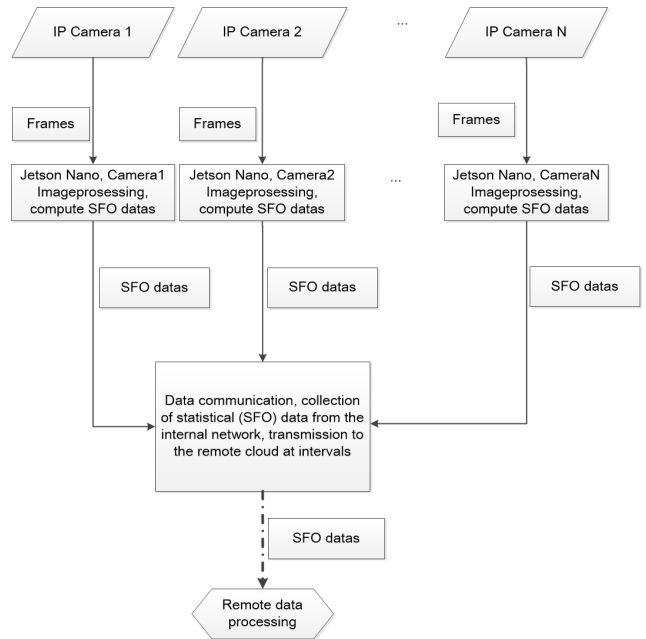 IP Camera 1
IP Camera 2
...
IP Camera N
Frames
Frames
Frames
Jetson Nano, Camera1
Imageprosessing,
compute SFO datas
Jetson Nano, Camera2
Imageprosessing,
compute SFO datas
...
Jetson Nano, CameraN
Imageprosessing,
compute SFO datas
SFO datas
SFO datas
SFO datas
Data communication, collection
of statistical (SFO) data from the
internal network, transmission to
the remote cloud at intervals
SFO datas
Remote data
processing